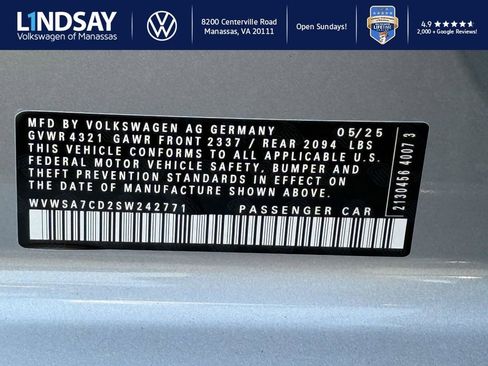 LINDSAY
Volkswagen of Manassas
8200 Centerville Road
Manassas, VA 20111
Open Sundays!
4.9 ★★★★★
2,000+ Google Reviews!
MFD BY VOLKSWAGEN AG GERMANY 05/25
GVWR 4321 GAWR FRONT 2337 / REAR 2094 LBS
THIS VEHICLE CONFORMS TO ALL APPLICABLE U.S.
FEDERAL MOTOR VEHICLE SAFETY, BUMPER AND
THEFT PREVENTION STANDARDS IN EFFECT ON
THE DATE OF MANUFACTURE SHOWN ABOVE.
WVWSA7CD2SW242771 PASSENGER CAR
2130456 4007 3